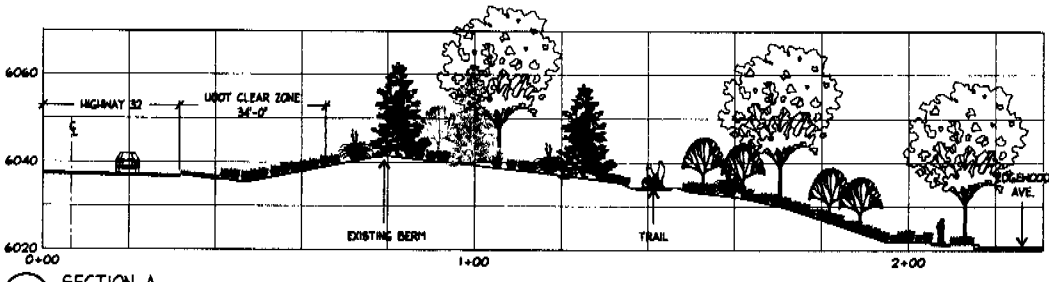 6060
HIGHWAY 32
UDOT CLEAR ZONE
34'-0"
6040
EDGEWOOD
AVE.
EXISTING BERM
TRAIL
6020
0+00
1+00
2+00
SECTION A